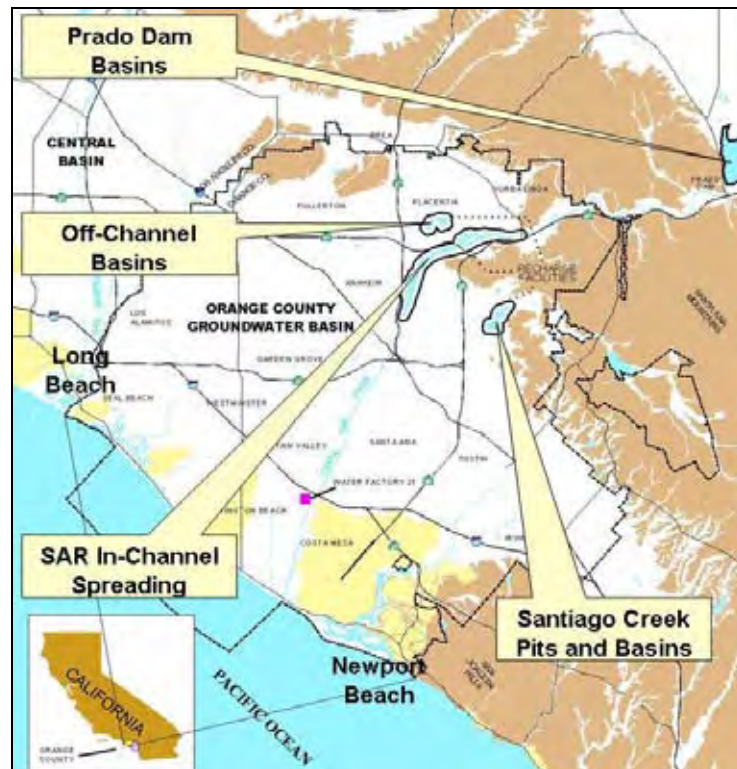 Prado Dam
Basins
CENTRAL
BASIN
BREA
YORBA LINDA
PLACENTIA
FULLERTON
Off-Channel
Basins
RECHARGE
FACILITIES
ANAHEIM
ORANGE COUNTY
GROUNDWATER BASIN
LOS
ALAMITOS
Long
Beach
GARDEN GROVE
SEAL BEACH
WESTMINSTER
SANTA ANA
TUSTIN
WATER FACTORY 21
COSTA MESA
SAR In-Channel
Spreading
Santiago Creek
Pits and Basins
Newport
Beach
CALIFORNIA
ORANGE
COUNTY
PACIFIC OCEAN